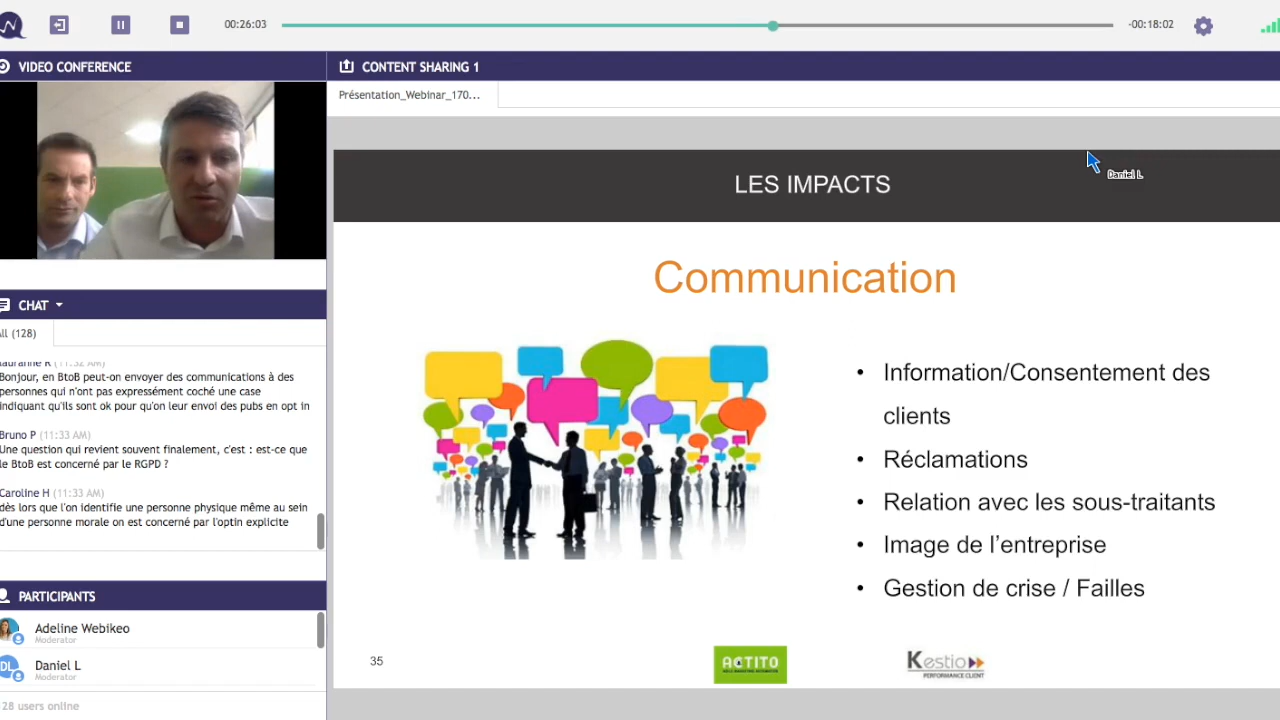 00:26:03
-00:18:02
VIDEO CONFERENCE
CONTENT SHARING 1
Présentation_Webinar_170...
LES IMPACTS
Daniel L
Communication
• Information/Consentement des
clients
• Réclamations
• Relation avec les sous-traitants
• Image de l'entreprise
• Gestion de crise / Failles
35
ACTITO
Kestio
PERFORMANCE CLIENT
CHAT
All (128)
lauranne R (11:32 AM)
Bonjour, en BtoB peut-on envoyer des communications à des
personnes qui n'ont pas expressément coché une case
indiquant qu'ils sont ok pour qu'on leur envoi des pubs en opt in
Bruno P (11:33 AM)
Une question qui revient souvent finalement, c'est : est-ce que
le BtoB est concerné par le RGPD ?
Caroline H (11:33 AM)
dès lors que l'on identifie une personne physique même au sein
d'une personne morale on est concerné par l'optin explicite
PARTICIPANTS
Adeline Webikeo
Moderator
DL
Daniel L
Moderator
28 users online